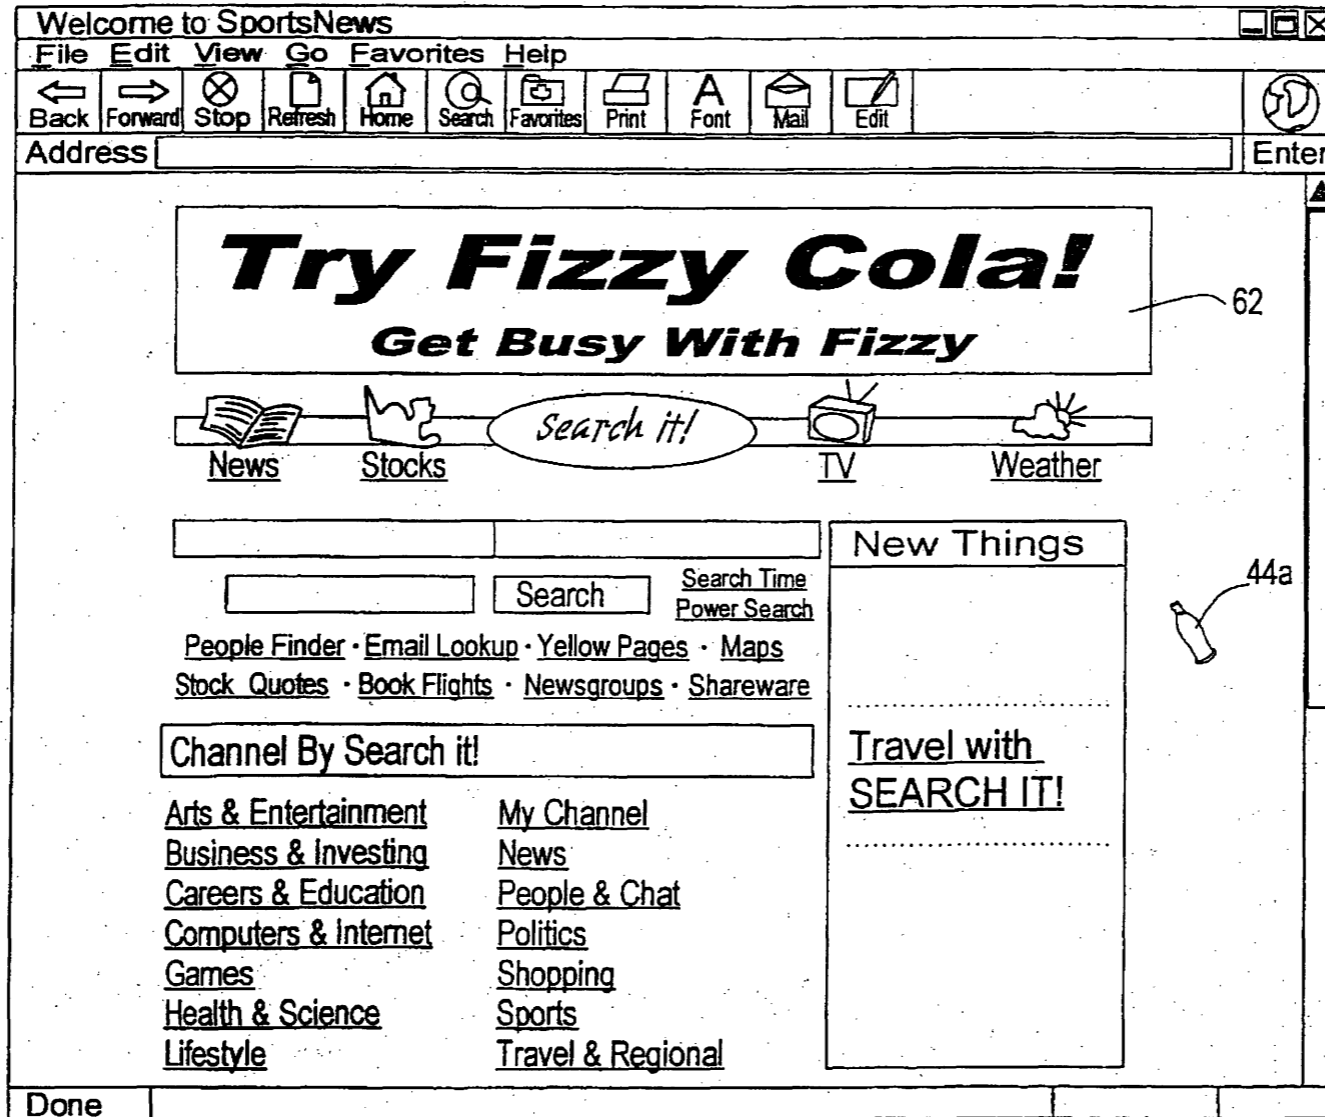 Welcome to SportsNews
File Edit View Go Favorites Help
Back Forward Stop Refresh Home Search Favorites Print Font Mail Edit
Address Enter
Try Fizzy Cola!
Get Busy With Fizzy
62
search it!
News Stocks TV Weather
New Things
Search Search Time
Power Search
44a
People Finder · Email Lookup · Yellow Pages · Maps
Stock Quotes · Book Flights · Newsgroups · Shareware
Channel By Search it!
Travel with
SEARCH IT!
Arts & Entertainment My Channel
Business & Investing News
Careers & Education People & Chat
Computers & Internet Politics
Games Shopping
Health & Science Sports
Lifestyle Travel & Regional
Done